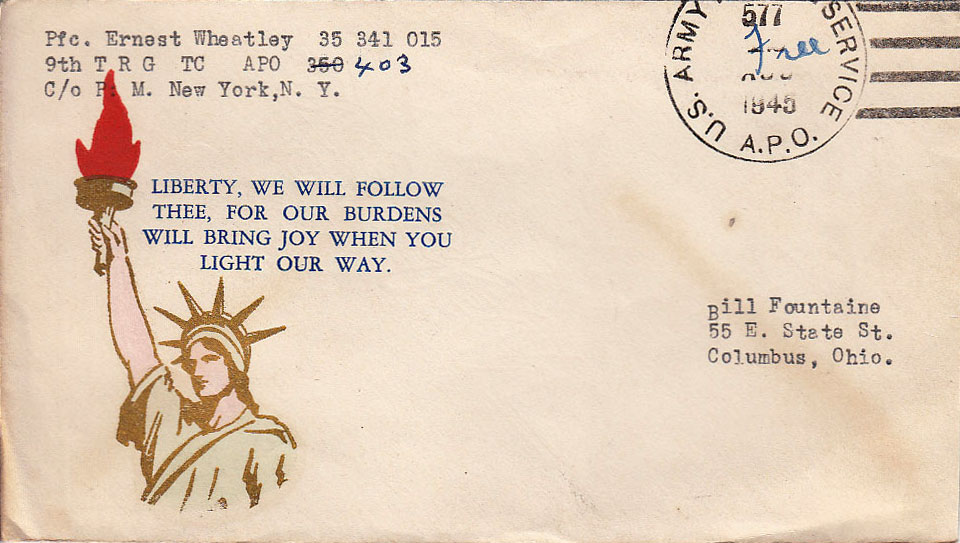 Pfc. Ernest Wheatley 35 341 015
9th T R G TC APO 350 403
C/o P. M. New York,N. Y.
U.S. ARMY SERVICE
577
Free
1945
A.P.O.
LIBERTY, WE WILL FOLLOW
THEE, FOR OUR BURDENS
WILL BRING JOY WHEN YOU
LIGHT OUR WAY.
Bill Fountaine
55 E. State St.
Columbus, Ohio.